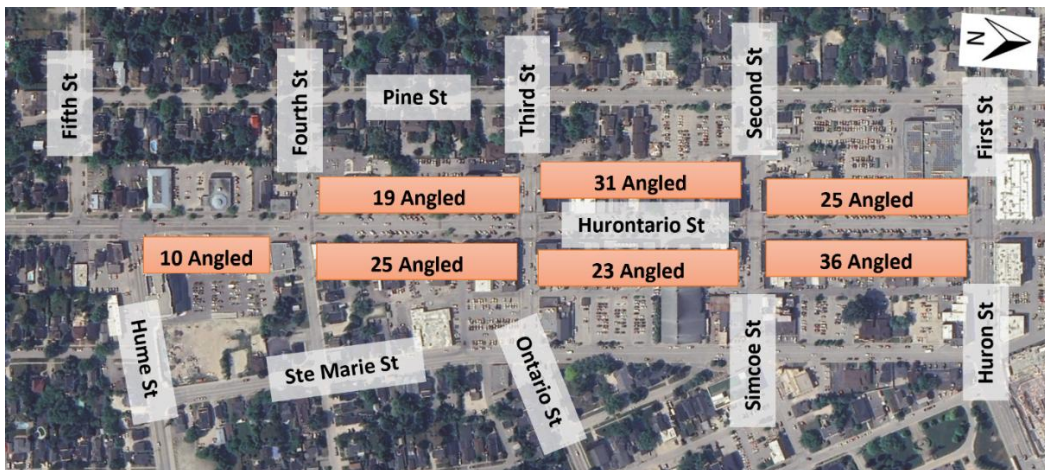 N
Fifth St
Fourth St
Pine St
Third St
Second St
First St
19 Angled
31 Angled
25 Angled
Hurontario St
10 Angled
25 Angled
23 Angled
36 Angled
Hume St
Ste Marie St
Ontario St
Simcoe St
Huron St